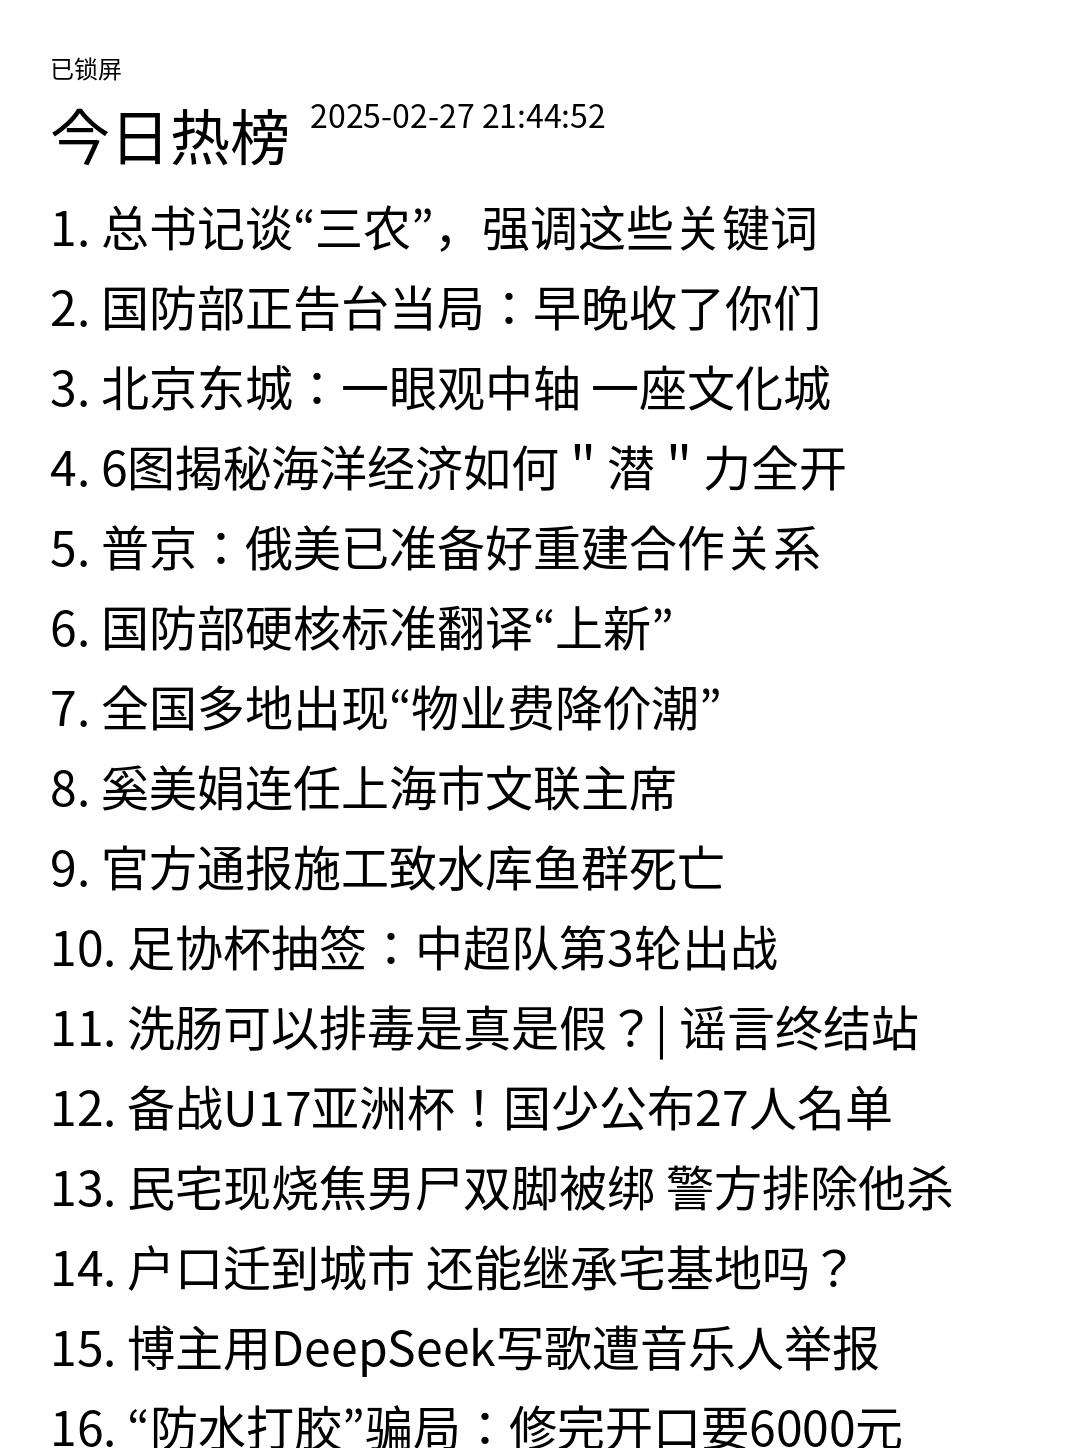 已锁屏
今日热榜 2025-02-27 21:44:52
1. 总书记谈“三农”，强调这些关键词
2. 国防部正告台当局：早晚收了你们
3. 北京东城：一眼观中轴 一座文化城
4. 6图揭秘海洋经济如何＂潜＂力全开
5. 普京：俄美已准备好重建合作关系
6. 国防部硬核标准翻译“上新”
7. 全国多地出现“物业费降价潮”
8. 奚美娟连任上海市文联主席
9. 官方通报施工致水库鱼群死亡
10. 足协杯抽签：中超队第3轮出战
11. 洗肠可以排毒是真是假？| 谣言终结站
12. 备战U17亚洲杯！国少公布27人名单
13. 民宅现烧焦男尸双脚被绑 警方排除他杀
14. 户口迁到城市 还能继承宅基地吗？
15. 博主用DeepSeek写歌遭音乐人举报
16. “防水打胶”骗局：修完开口要6000元